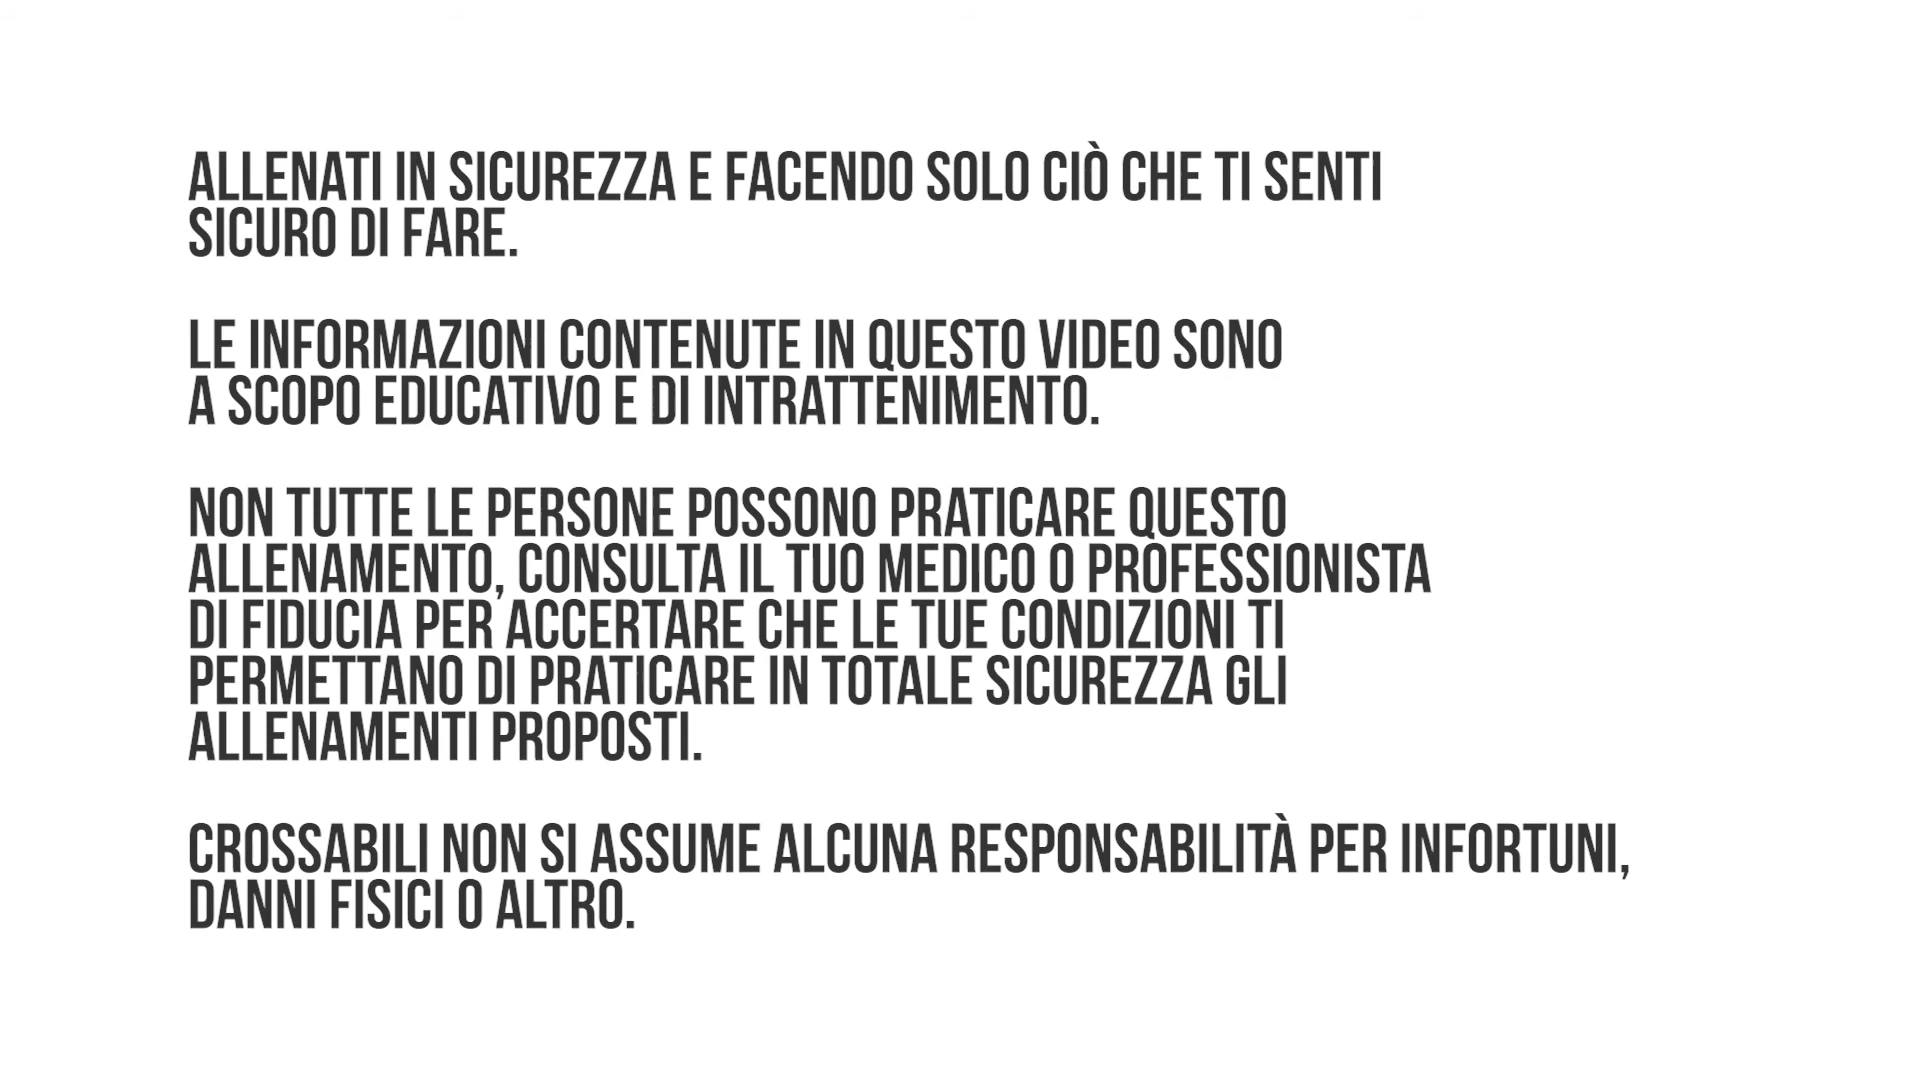 ALLENATI IN SICUREZZA E FACENDO SOLO CIÒ CHE TI SENTI
SICURO DI FARE.
LE INFORMAZIONI CONTENUTE IN QUESTO VIDEO SONO
A SCOPO EDUCATIVO E DI INTRATTENIMENTO.
NON TUTTE LE PERSONE POSSONO PRATICARE QUESTO
ALLENAMENTO, CONSULTA IL TUO MEDICO O PROFESSIONISTA
DI FIDUCIA PER ACCERTARE CHE LE TUE CONDIZIONI TI
PERMETTANO DI PRATICARE IN TOTALE SICUREZZA GLI
ALLENAMENTI PROPOSTI.
CROSSABILI NON SI ASSUME ALCUNA RESPONSABILITÀ PER INFORTUNI,
DANNI FISICI O ALTRO.